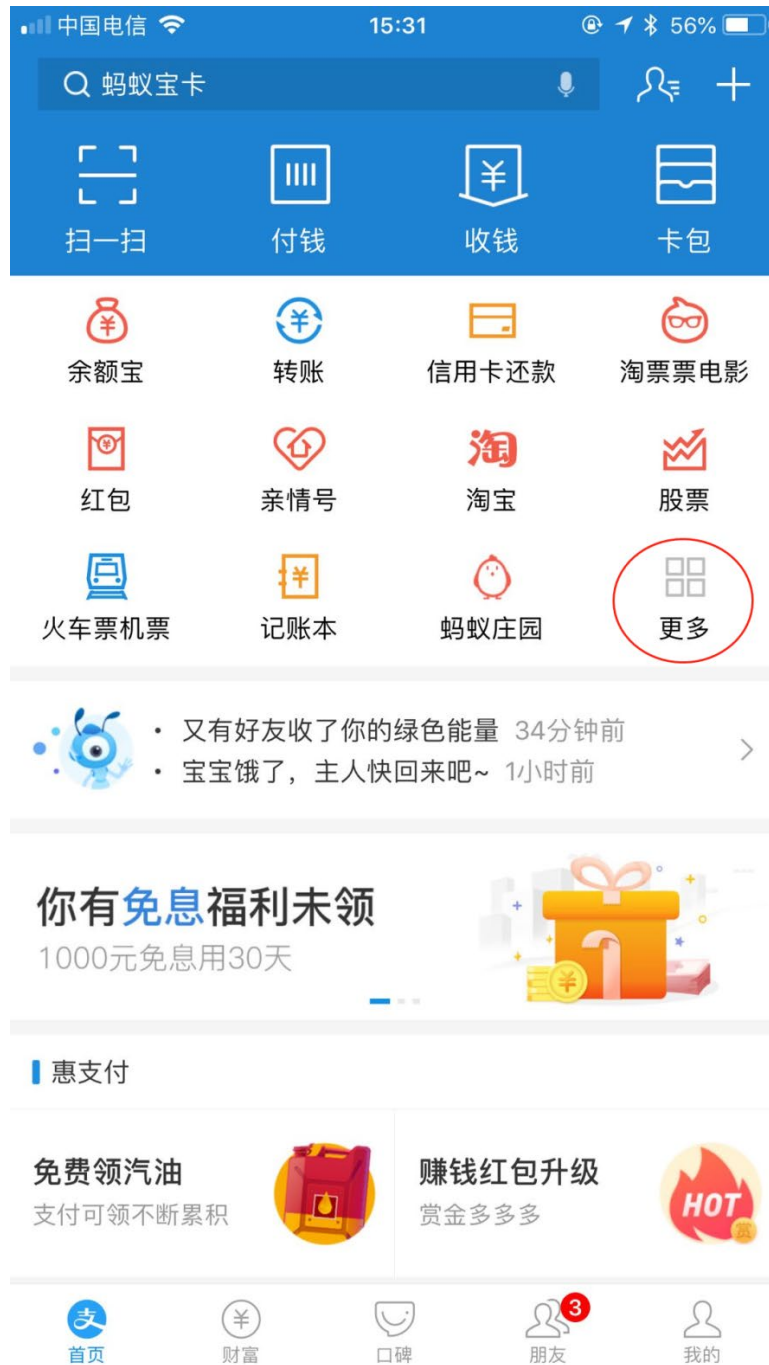 中国电信 15:31 56%
蚂蚁宝卡
扫一扫 付钱 收钱 卡包
余额宝 转账 信用卡还款 淘票票电影
淘
红包 亲情号 淘宝 股票
火车票机票 记账本 蚂蚁庄园 更多
· 又有好友收了你的绿色能量 34分钟前
· 宝宝饿了，主人快回来吧~ 1小时前
你有免息福利未领
1000元免息用30天
惠支付
免费领汽油
支付可领不断累积
赚钱红包升级
赏金多多多
HOT
赏
支 3
首页 财富 口碑 朋友 我的